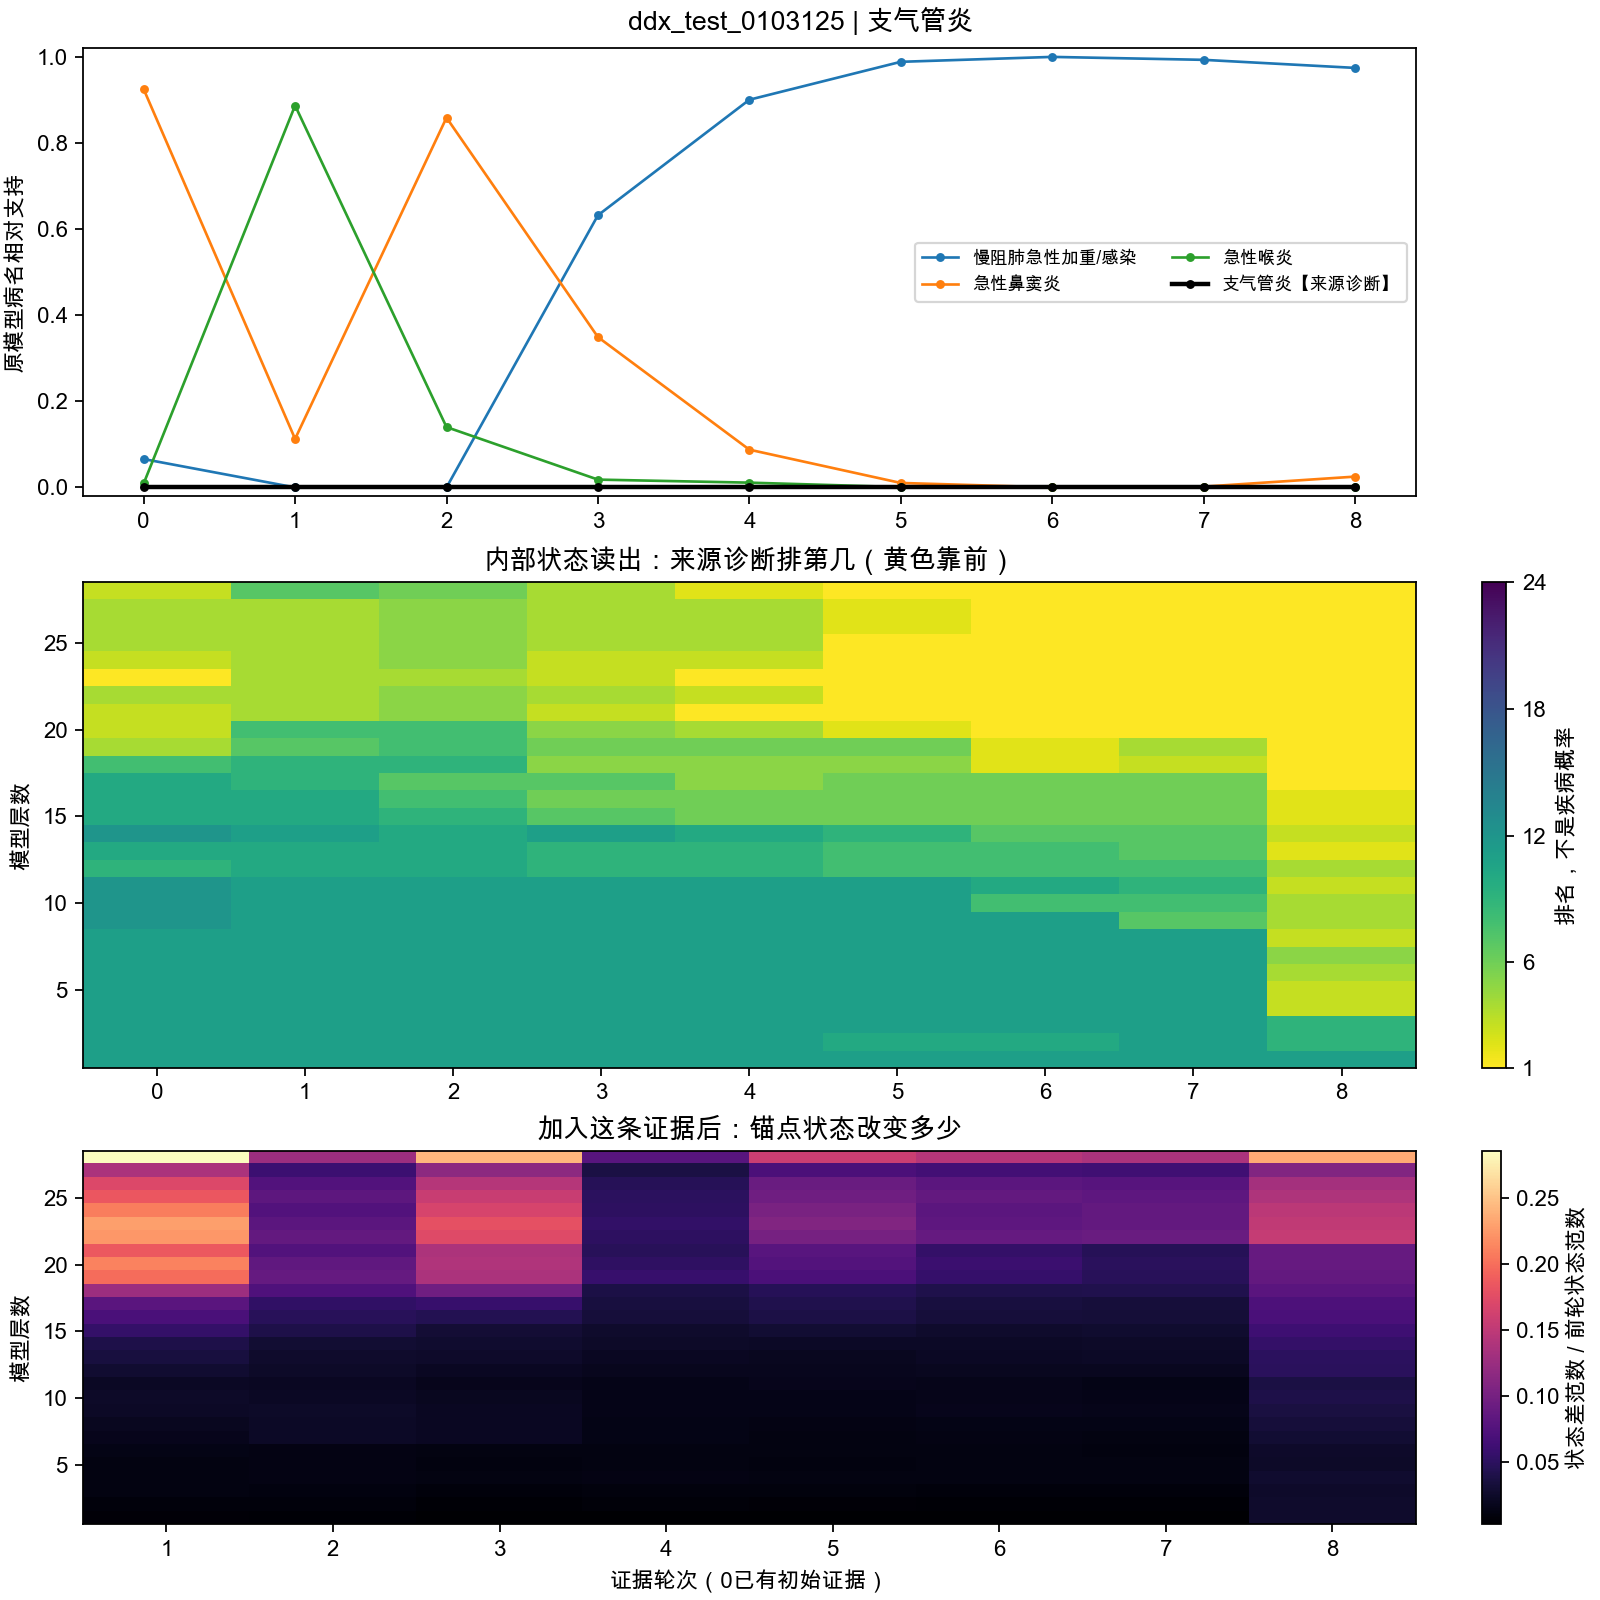 ddx_test_0103125 | 支气管炎
原模型病名相对支持
1.0
0.8
0.6
0.4
0.2
0.0
慢阻肺急性加重/感染
急性鼻窦炎
急性喉炎
支气管炎【来源诊断】
0 1 2 3 4 5 6 7 8
内部状态读出：来源诊断排第几（黄色靠前）
模型层数
25
20
15
10
5
0 1 2 3 4 5 6 7 8
24
18
12
6
1
排名，不是疾病概率
加入这条证据后：锚点状态改变多少
模型层数
25
20
15
10
5
1 2 3 4 5 6 7 8
证据轮次（0已有初始证据）
0.25
0.20
0.15
0.10
0.05
状态差范数 / 前轮状态范数